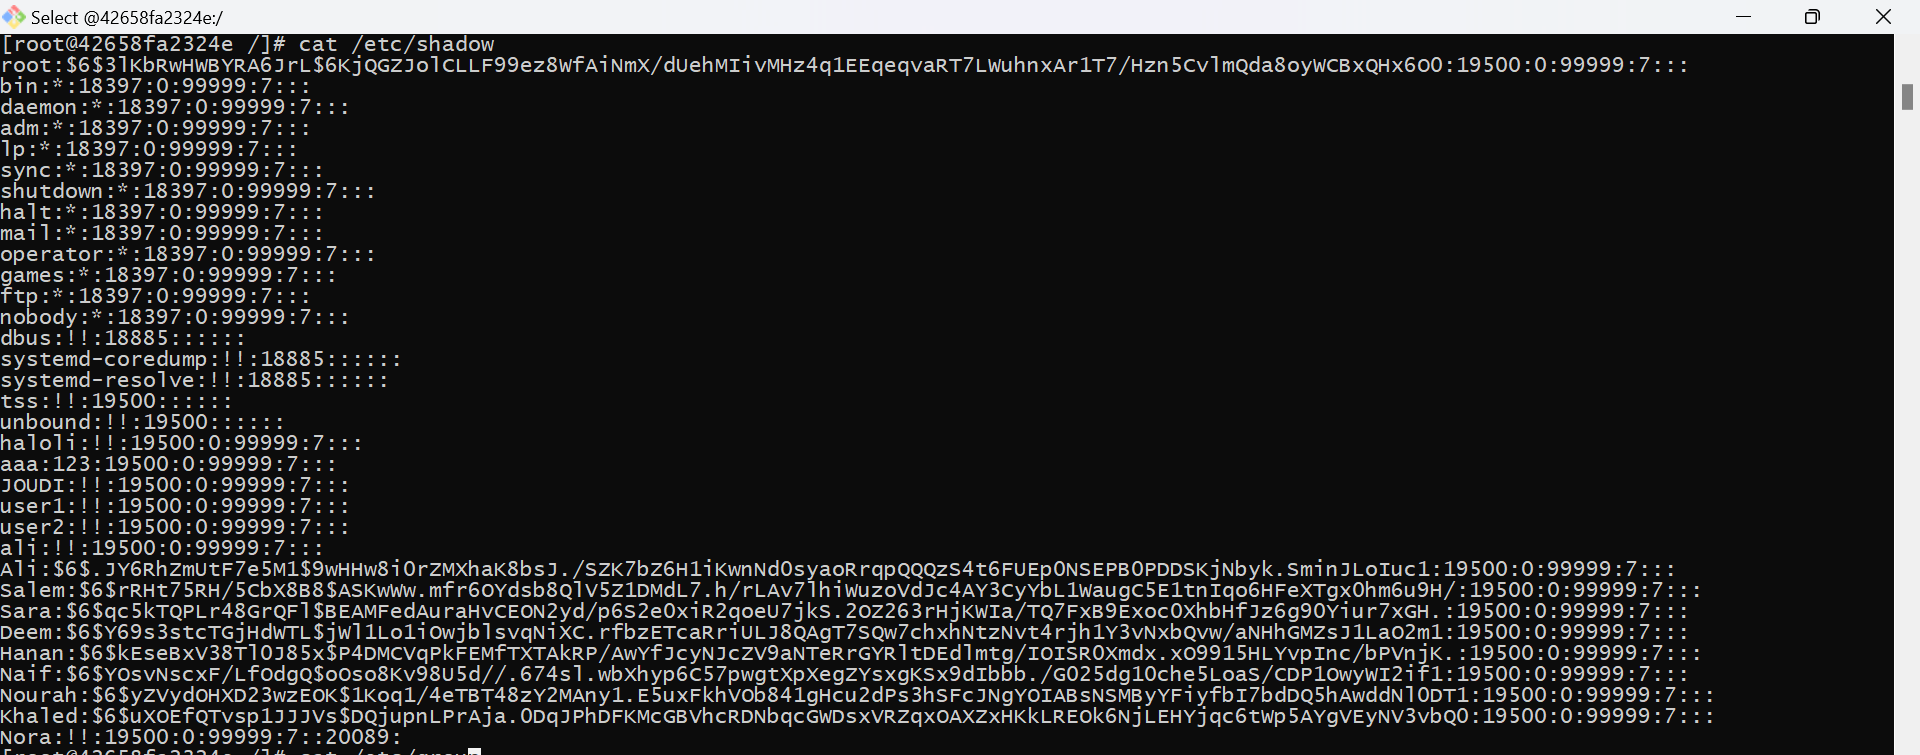 Select @42658fa2324e:/
[root@42658fa2324e /]# cat /etc/shadow
root:$6$3lKbRwHWBYRA6JrL$6KjQGZJolCLLF99ez8WfAiNmX/dUehMIivMHz4q1EEqeqvaRT7LWuhnxAr1T7/Hzn5CvlmQda8oyWCBxQHx6O0:19500:0:99999:7:::
bin:*:18397:0:99999:7:::
daemon:*:18397:0:99999:7:::
adm:*:18397:0:99999:7:::
lp:*:18397:0:99999:7:::
sync:*:18397:0:99999:7:::
shutdown:*:18397:0:99999:7:::
halt:*:18397:0:99999:7:::
mail:*:18397:0:99999:7:::
operator:*:18397:0:99999:7:::
games:*:18397:0:99999:7:::
ftp:*:18397:0:99999:7:::
nobody:*:18397:0:99999:7:::
dbus:!!:18885::::::
systemd-coredump:!!:18885::::::
systemd-resolve:!!:18885::::::
tss:!!:19500::::::
unbound:!!:19500::::::
haloli:!!:19500:0:99999:7:::
aaa:123:19500:0:99999:7:::
JOUDI:!!:19500:0:99999:7:::
user1:!!:19500:0:99999:7:::
user2:!!:19500:0:99999:7:::
ali:!!:19500:0:99999:7:::
Ali:$6$.JY6RhZmUtF7e5M1$9wHHw8i0rZMXhaK8bsJ./SZK7bZ6H1iKwnNd0syaoRrqpQQQzS4t6FUEp0NSEPB0PDDSKjNbyk.SminJLoIuc1:19500:0:99999:7:::
Salem:$6$rRHt75RH/5CbX8B8$ASKwWw.mfr6OYdsb8QlV5Z1DMdL7.h/rLAv7lhiWuzoVdJc4AY3CyYbL1WaugC5E1tnIqo6HFeXTgxOhm6u9H/:19500:0:99999:7:::
Sara:$6$qc5kTQPLr48GrQFl$BEAMFedAuraHvCEON2yd/p6S2e0xiR2qoeU7jkS.2OZ263rHjKWIa/TQ7FxB9Exoc0XhbHfJz6g90Yiur7xGH.:19500:0:99999:7:::
Deem:$6$Y69s3stcTGjHdWTL$jWl1Lo1iOwjblsvqNiXC.rfbzETcaRriULJ8QAgT7SQw7chxhNtzNvt4rjh1Y3vNxbQvw/aNHhGMZsJ1LaO2m1:19500:0:99999:7:::
Hanan:$6$kEseBxV38Tl0J85x$P4DMCVqPkFEMfTXTAkRP/AwYfJcyNJcZV9aNTeRrGYRltDEdlmtg/IOISR0Xmdx.xO9915HLYvpInc/bPVnjK.:19500:0:99999:7:::
Naif:$6$YOsvNscxF/LfOdgQ$oOso8Kv98U5d//.674sl.wbXhyp6C57pwgtXpXegZYsxgKSx9dIbbb./G025dg10che5LoaS/CDP1OwyWI2if1:19500:0:99999:7:::
Nourah:$6$yZVydOHXD23wzEOK$1Koq1/4eTBT48zY2MAny1.E5uxFkhVOb841gHcu2dPs3hSFcJNgYOIABsNSMByYFiyfbI7bdDQ5hAwddNl0DT1:19500:0:99999:7:::
Khaled:$6$uXOEfQTvsp1JJJVs$DQjupnLPrAja.ODqJPhDFKMcGBVhcRDNbqcGWDsxVRZqxOAXZxHKkLREOk6NjLEHYjqc6tWp5AYgVEyNV3vbQ0:19500:0:99999:7:::
Nora:!!:19500:0:99999:7::20089:
[root@42658fa2324e /]# cat /etc/group